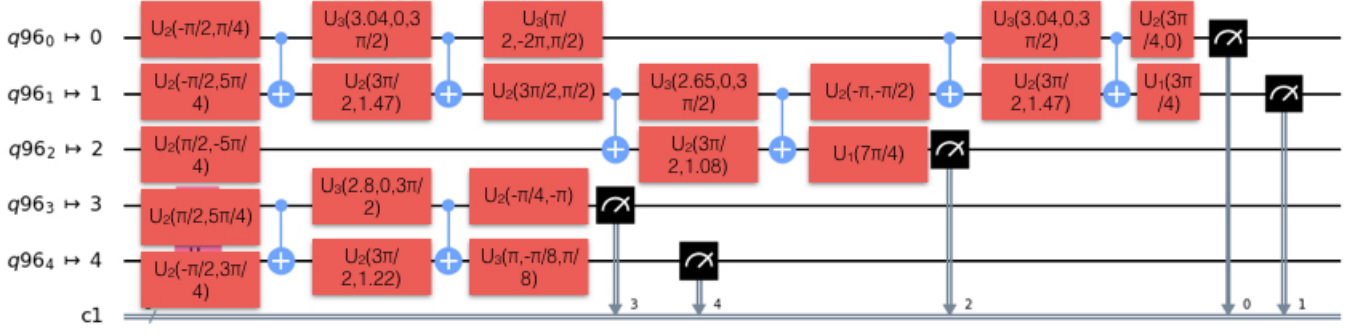 q96₀ ↦ 0
U₂(-π/2,π/4)
U₃(3.04,0,3
π/2)
U₃(π/
2,-2π,π/2)
U₃(3.04,0,3
π/2)
U₂(3π
/4,0)
q96₁ ↦ 1
U₂(-π/2,5π/
4)
U₂(3π/
2,1.47)
U₂(3π/2,π/2)
U₃(2.65,0,3
π/2)
U₂(-π,-π/2)
U₂(3π/
2,1.47)
U₁(3π
/4)
q96₂ ↦ 2
U₂(π/2,-5π/
4)
U₂(3π/
2,1.08)
U₁(7π/4)
q96₃ ↦ 3
U₂(π/2,5π/4)
U₃(2.8,0,3π/
2)
U₂(-π/4,-π)
q96₄ ↦ 4
U₂(-π/2,3π/
4)
U₂(3π/
2,1.22)
U₃(π,-π/8,π/
8)
c1
3
4
2
0
1